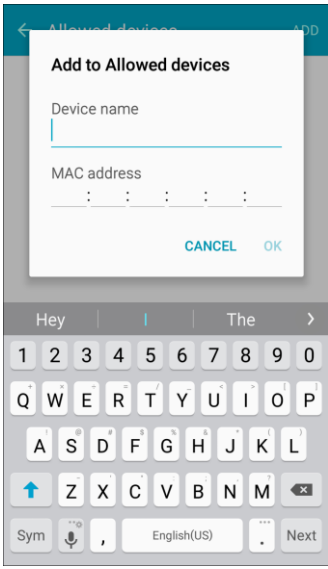 ← Allowed devices ADD
Add to Allowed devices
Device name
MAC address
: : : : :
CANCEL OK
Hey I The >
1 2 3 4 5 6 7 8 9 0
Q W E R T Y U I O P
A S D F G H J K L
Z X C V B N M
Sym , English(US) . Next